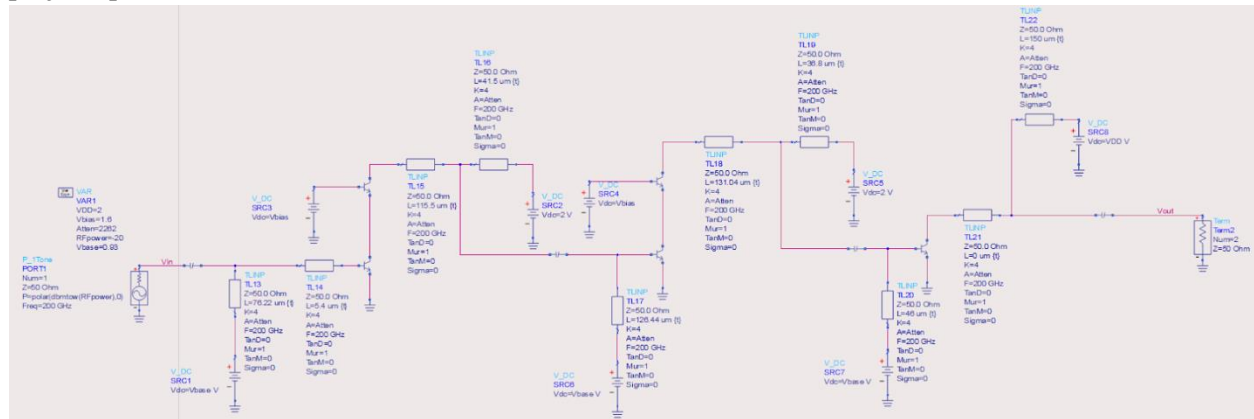 TLINP
TL22
Z=50.0 Ohm
L=150 um {t}
K=4
A=Atten
F=200 GHz
TanD=0
Mur=1
TanM=0
Sigma=0
TLINP
TL19
Z=50.0 Ohm
L=36.8 um {t}
K=4
A=Atten
F=200 GHz
TanD=0
Mur=1
TanM=0
Sigma=0
TLINP
TL16
Z=50.0 Ohm
L=41.5 um {t}
K=4
A=Atten
F=200 GHz
TanD=0
Mur=1
TanM=0
Sigma=0
V_DC
SRC8
Vdc=VDD V
VAR
VAR1
VDD=2
Vbias=1.6
Atten=2262
RFpower=-20
Vbase=0.93
V_DC
SRC3
Vdc=Vbias
TLINP
TL15
Z=50.0 Ohm
L=115.5 um {t}
K=4
A=Atten
F=200 GHz
TanD=0
Mur=1
TanM=0
Sigma=0
V_DC
SRC2
Vdc=2 V
V_DC
SRC4
Vdc=Vbias
TLINP
TL18
Z=50.0 Ohm
L=131.04 um {t}
K=4
A=Atten
F=200 GHz
TanD=0
Mur=1
TanM=0
Sigma=0
V_DC
SRC5
Vdc=2 V
TLINP
TL21
Z=50.0 Ohm
L=0 um {t}
K=4
A=Atten
F=200 GHz
TanD=0
Mur=1
TanM=0
Sigma=0
Vout
Term
Term2
Num=2
Z=50 Ohm
P_1Tone
PORT1
Num=1
Z=50 Ohm
P=polar(dbmtow(RFpower),0)
Freq=200 GHz
Vin
TLINP
TL13
Z=50.0 Ohm
L=76.22 um {t}
K=4
A=Atten
F=200 GHz
TanD=0
Mur=1
TanM=0
Sigma=0
TLINP
TL14
Z=50.0 Ohm
L=5.4 um {t}
K=4
A=Atten
F=200 GHz
TanD=0
Mur=1
TanM=0
Sigma=0
TLINP
TL17
Z=50.0 Ohm
L=126.44 um {t}
K=4
A=Atten
F=200 GHz
TanD=0
Mur=1
TanM=0
Sigma=0
TLINP
TL20
Z=50.0 Ohm
L=46 um {t}
K=4
A=Atten
F=200 GHz
TanD=0
Mur=1
TanM=0
Sigma=0
V_DC
SRC1
Vdc=Vbase V
V_DC
SRC6
Vdc=Vbase V
V_DC
SRC7
Vdc=Vbase V